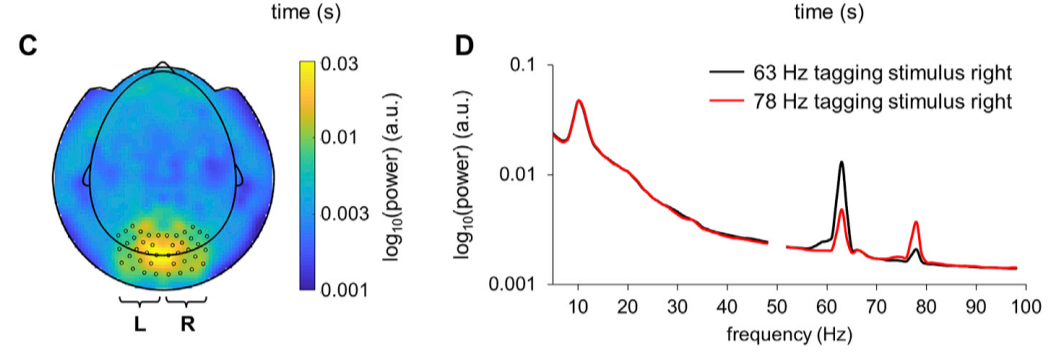 time (s)
time (s)
C
D
0.03
0.01
0.003
0.001
log10(power) (a.u.)
L R
0.1
0.01
0.001
log10(power) (a.u.)
63 Hz tagging stimulus right
78 Hz tagging stimulus right
10 20 30 40 50 60 70 80 90 100
frequency (Hz)